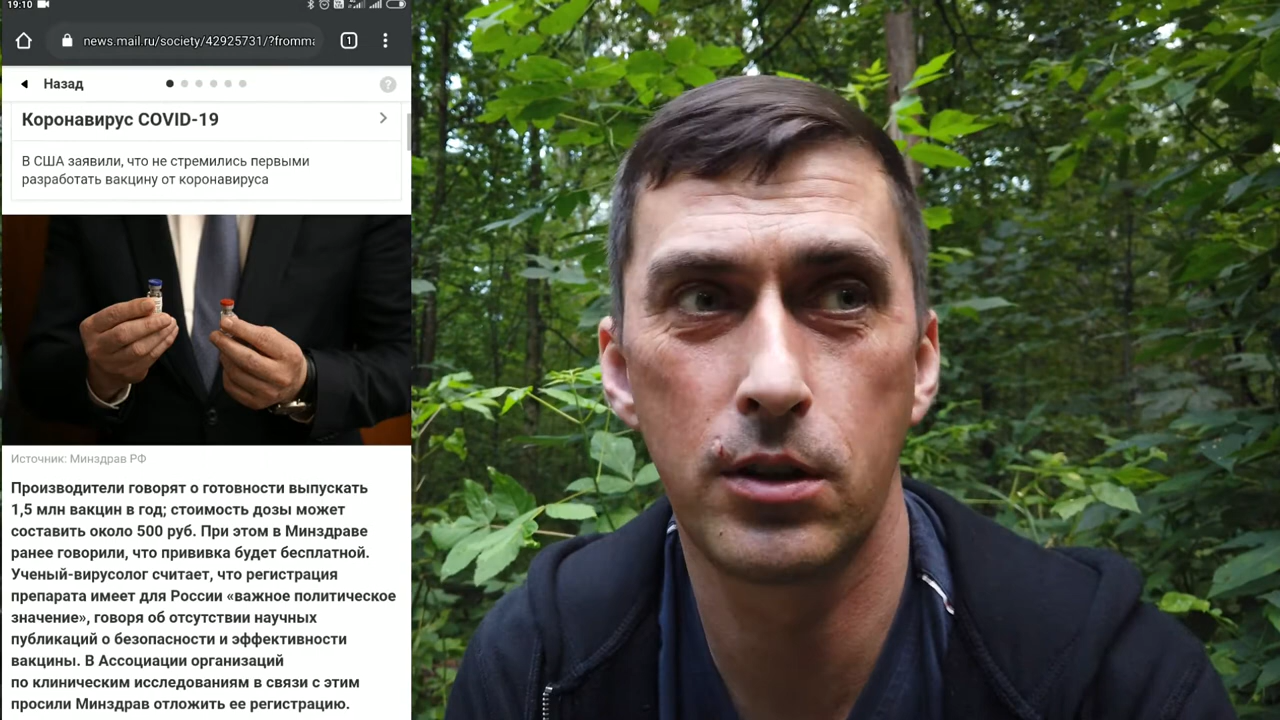 19:10
news.mail.ru/society/42925731/?fromma
1
Назад
?
Коронавирус COVID-19
В США заявили, что не стремились первыми
разработать вакцину от коронавируса
Источник: Минздрав РФ
Производители говорят о готовности выпускать
1,5 млн вакцин в год; стоимость дозы может
составить около 500 руб. При этом в Минздраве
ранее говорили, что прививка будет бесплатной.
Ученый-вирусолог считает, что регистрация
препарата имеет для России «важное политическое
значение», говоря об отсутствии научных
публикаций о безопасности и эффективности
вакцины. В Ассоциации организаций
по клиническим исследованиям в связи с этим
просили Минздрав отложить ее регистрацию.